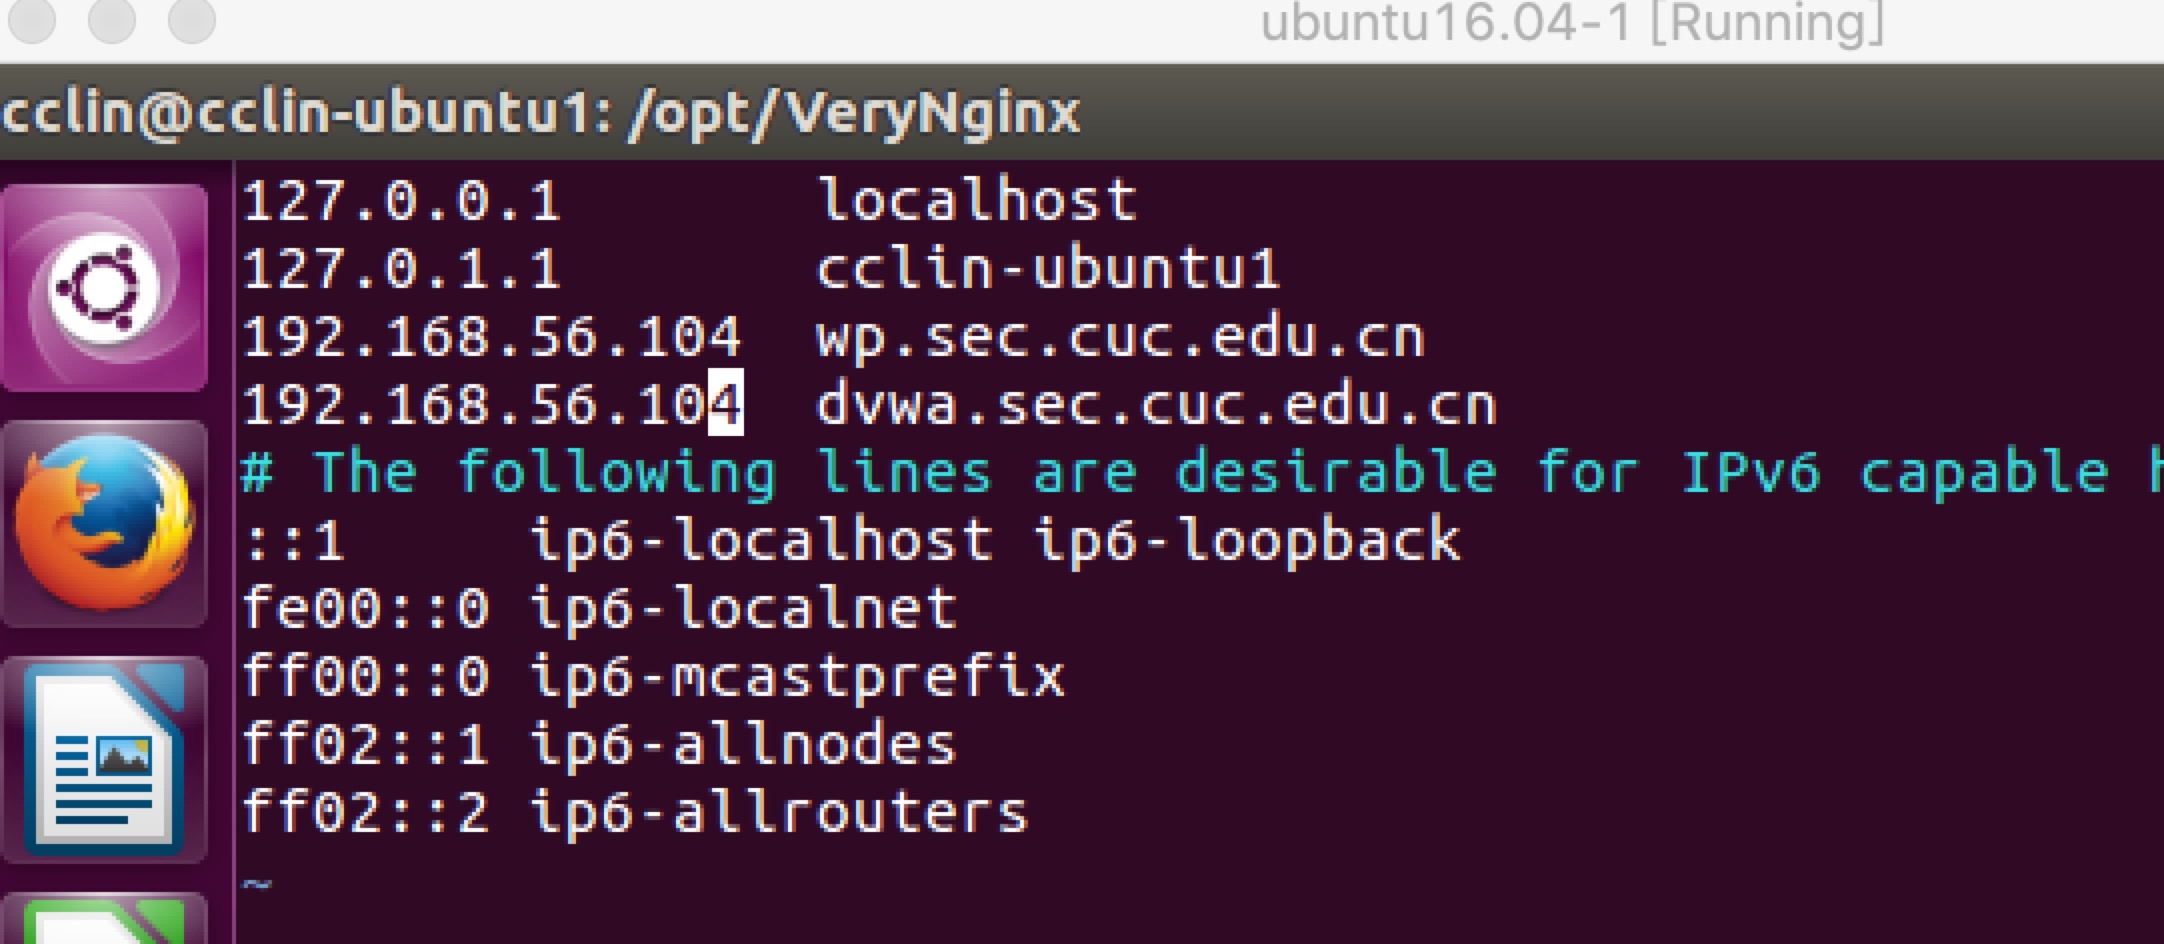 ubuntu16.04-1 [Running]
cclin@cclin-ubuntu1: /opt/VeryNginx
127.0.0.1 localhost
127.0.1.1 cclin-ubuntu1
192.168.56.104 wp.sec.cuc.edu.cn
192.168.56.104 dvwa.sec.cuc.edu.cn
# The following lines are desirable for IPv6 capable
::1 ip6-localhost ip6-loopback
fe00::0 ip6-localnet
ff00::0 ip6-mcastprefix
ff02::1 ip6-allnodes
ff02::2 ip6-allrouters
~